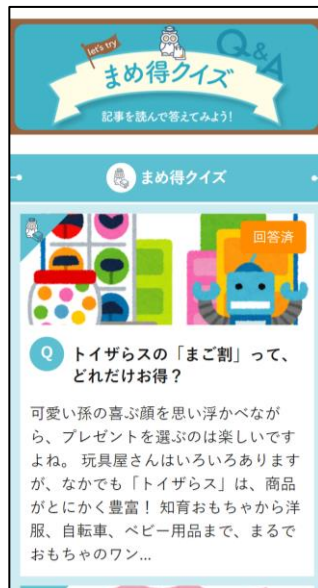 let's try
Q&A
まめ得クイズ
記事を読んで答えてみよう!
まめ得クイズ
回答済
Q トイザらスの「まご割」って、
どれだけお得？
可愛い孫の喜ぶ顔を思い浮かべなが
ら、プレゼントを選ぶのは楽しいです
よね。 玩具屋さんはいろいろあります
が、なかでも「トイザらス」は、商品
がとにかく豊富！ 知育おもちゃから洋
服、自転車、ベビー用品まで、まるで
おもちゃのワン...